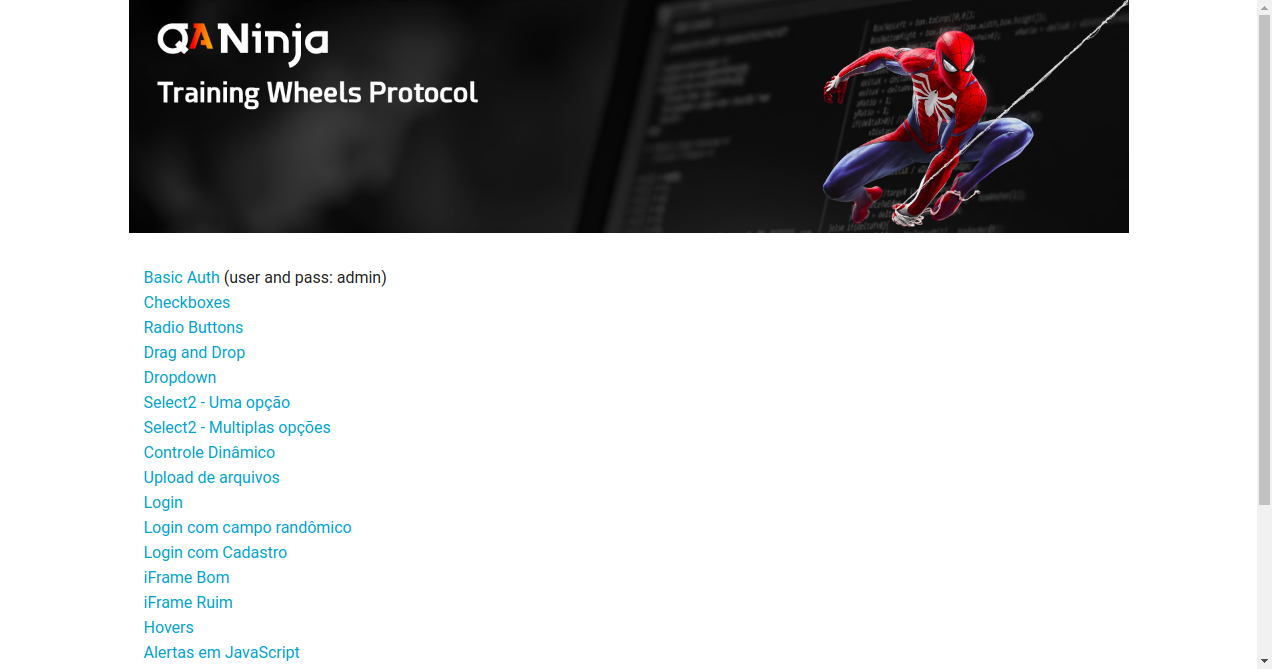 QANinja
Training Wheels Protocol
Basic Auth (user and pass: admin)
Checkboxes
Radio Buttons
Drag and Drop
Dropdown
Select2 - Uma opção
Select2 - Multiplas opções
Controle Dinâmico
Upload de arquivos
Login
Login com campo randômico
Login com Cadastro
iFrame Bom
iFrame Ruim
Hovers
Alertas em JavaScript